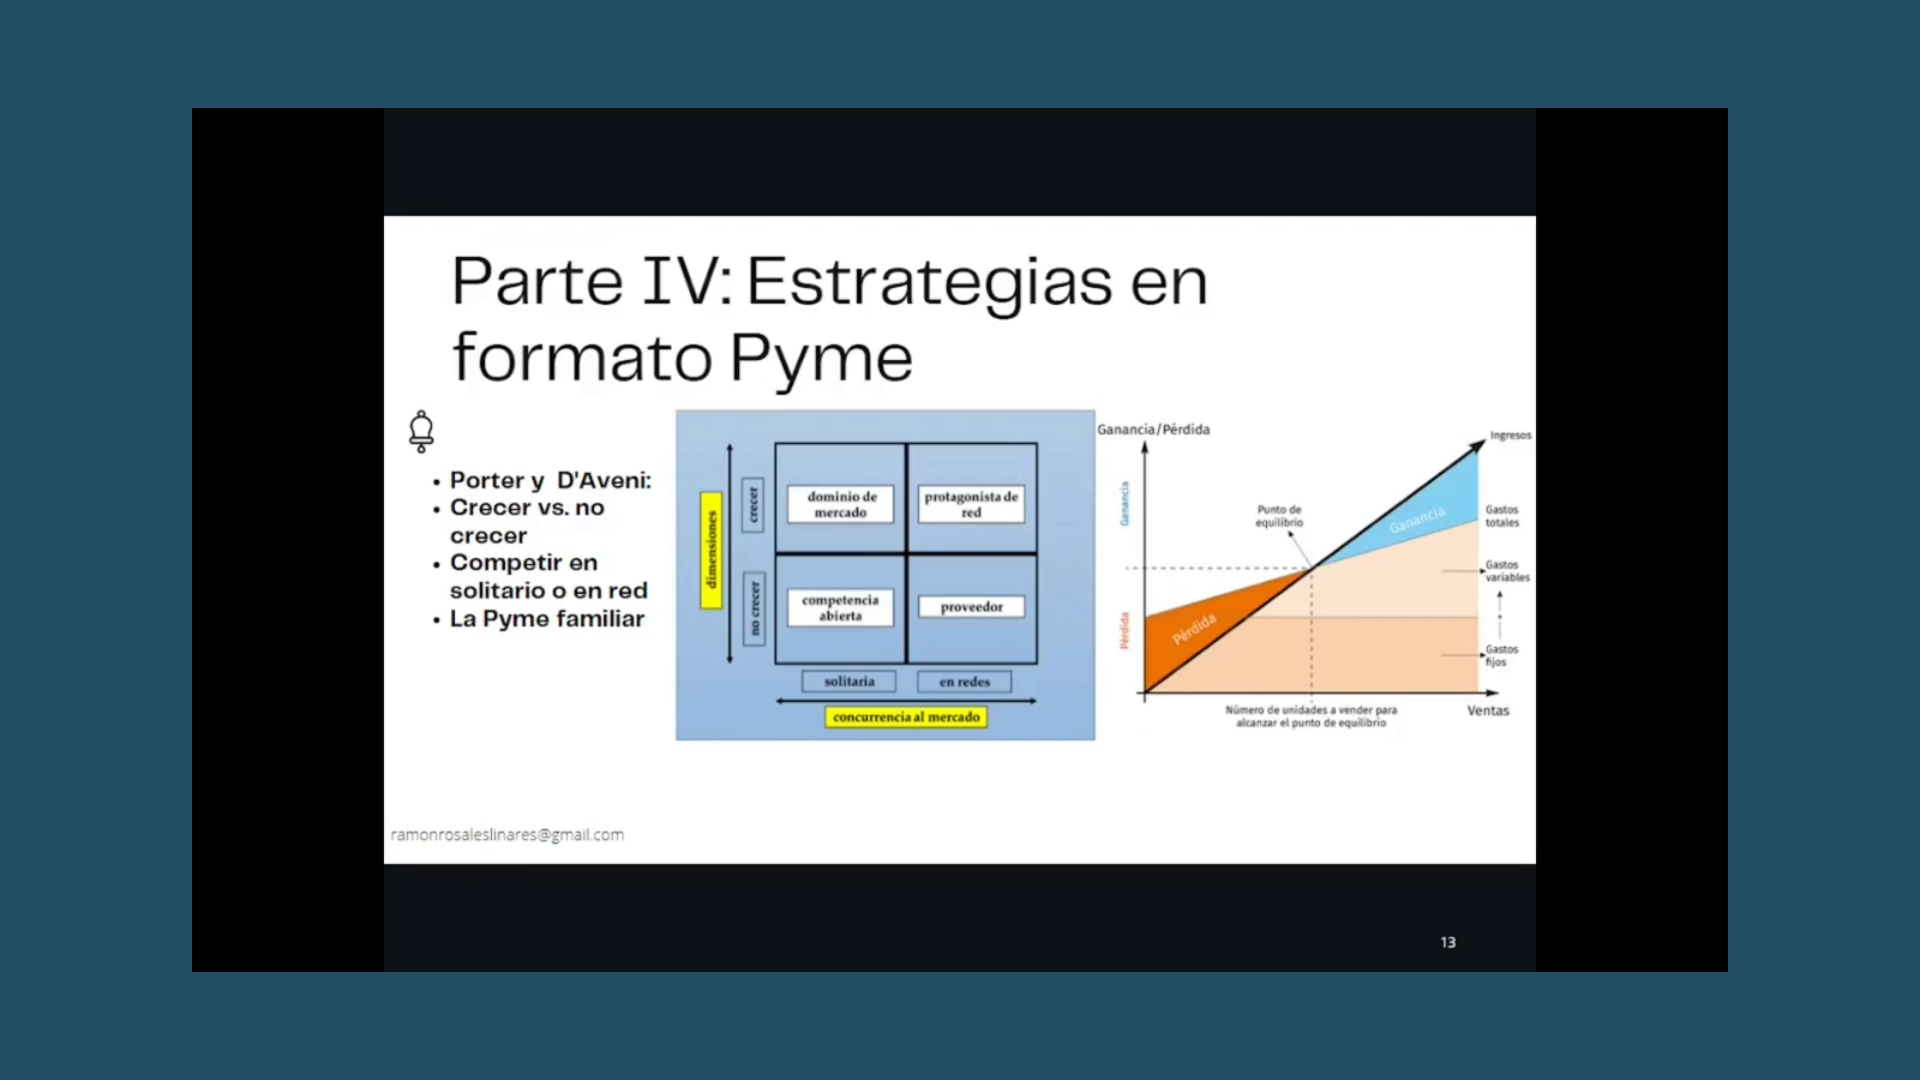 Parte IV: Estrategias en
formato Pyme
• Porter y D'Aveni:
• Crecer vs. no
crecer
• Competir en
solitario o en red
• La Pyme familiar
dimensiones
crecer
no crecer
dominio de
mercado
protagonista de
red
competencia
abierta
proveedor
solitaria
en redes
concurrencia al mercado
Ganancia/Pérdida
Ganancia
Pérdida
Ingresos
Punto de
equilibrio
Ganancia
Pérdida
Gastos
totales
Gastos
variables
Gastos
fijos
Número de unidades a vender para
alcanzar el punto de equilibrio
Ventas
ramonrosaleslinares@gmail.com
13